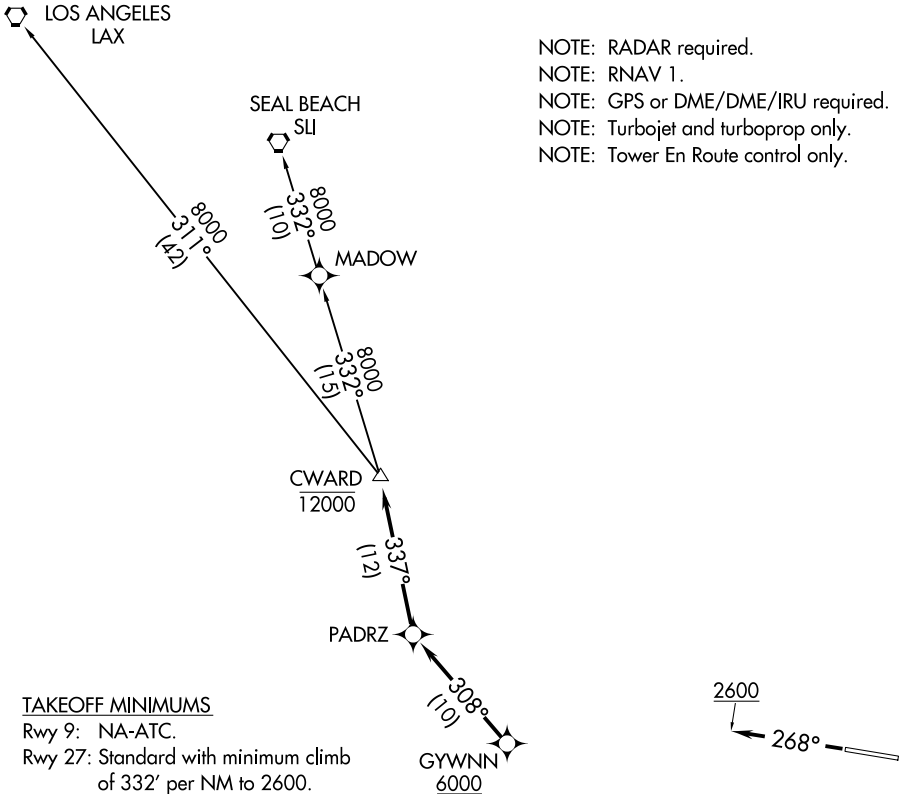 LOS ANGELES
LAX
NOTE: RADAR required.
NOTE: RNAV 1.
NOTE: GPS or DME/DME/IRU required.
NOTE: Turbojet and turboprop only.
NOTE: Tower En Route control only.
SEAL BEACH
SLI
8000
332°
(10)
8000
311°
(42)
MADOW
8000
332°
(15)
CWARD
12000
337°
(12)
PADRZ
308°
(10)
GYWNN
6000
2600
268°
TAKEOFF MINIMUMS
Rwy 9: NA-ATC.
Rwy 27: Standard with minimum climb
of 332' per NM to 2600.